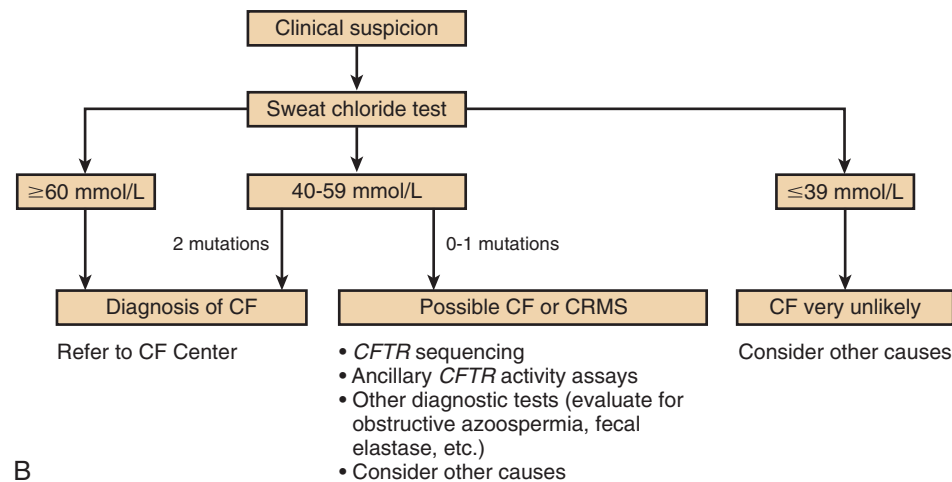 Clinical suspicion
Sweat chloride test
≥60 mmol/L
40-59 mmol/L
≤39 mmol/L
2 mutations
0-1 mutations
Diagnosis of CF
Possible CF or CRMS
CF very unlikely
Refer to CF Center
• CFTR sequencing
• Ancillary CFTR activity assays
• Other diagnostic tests (evaluate for
obstructive azoospermia, fecal
elastase, etc.)
• Consider other causes
Consider other causes
B